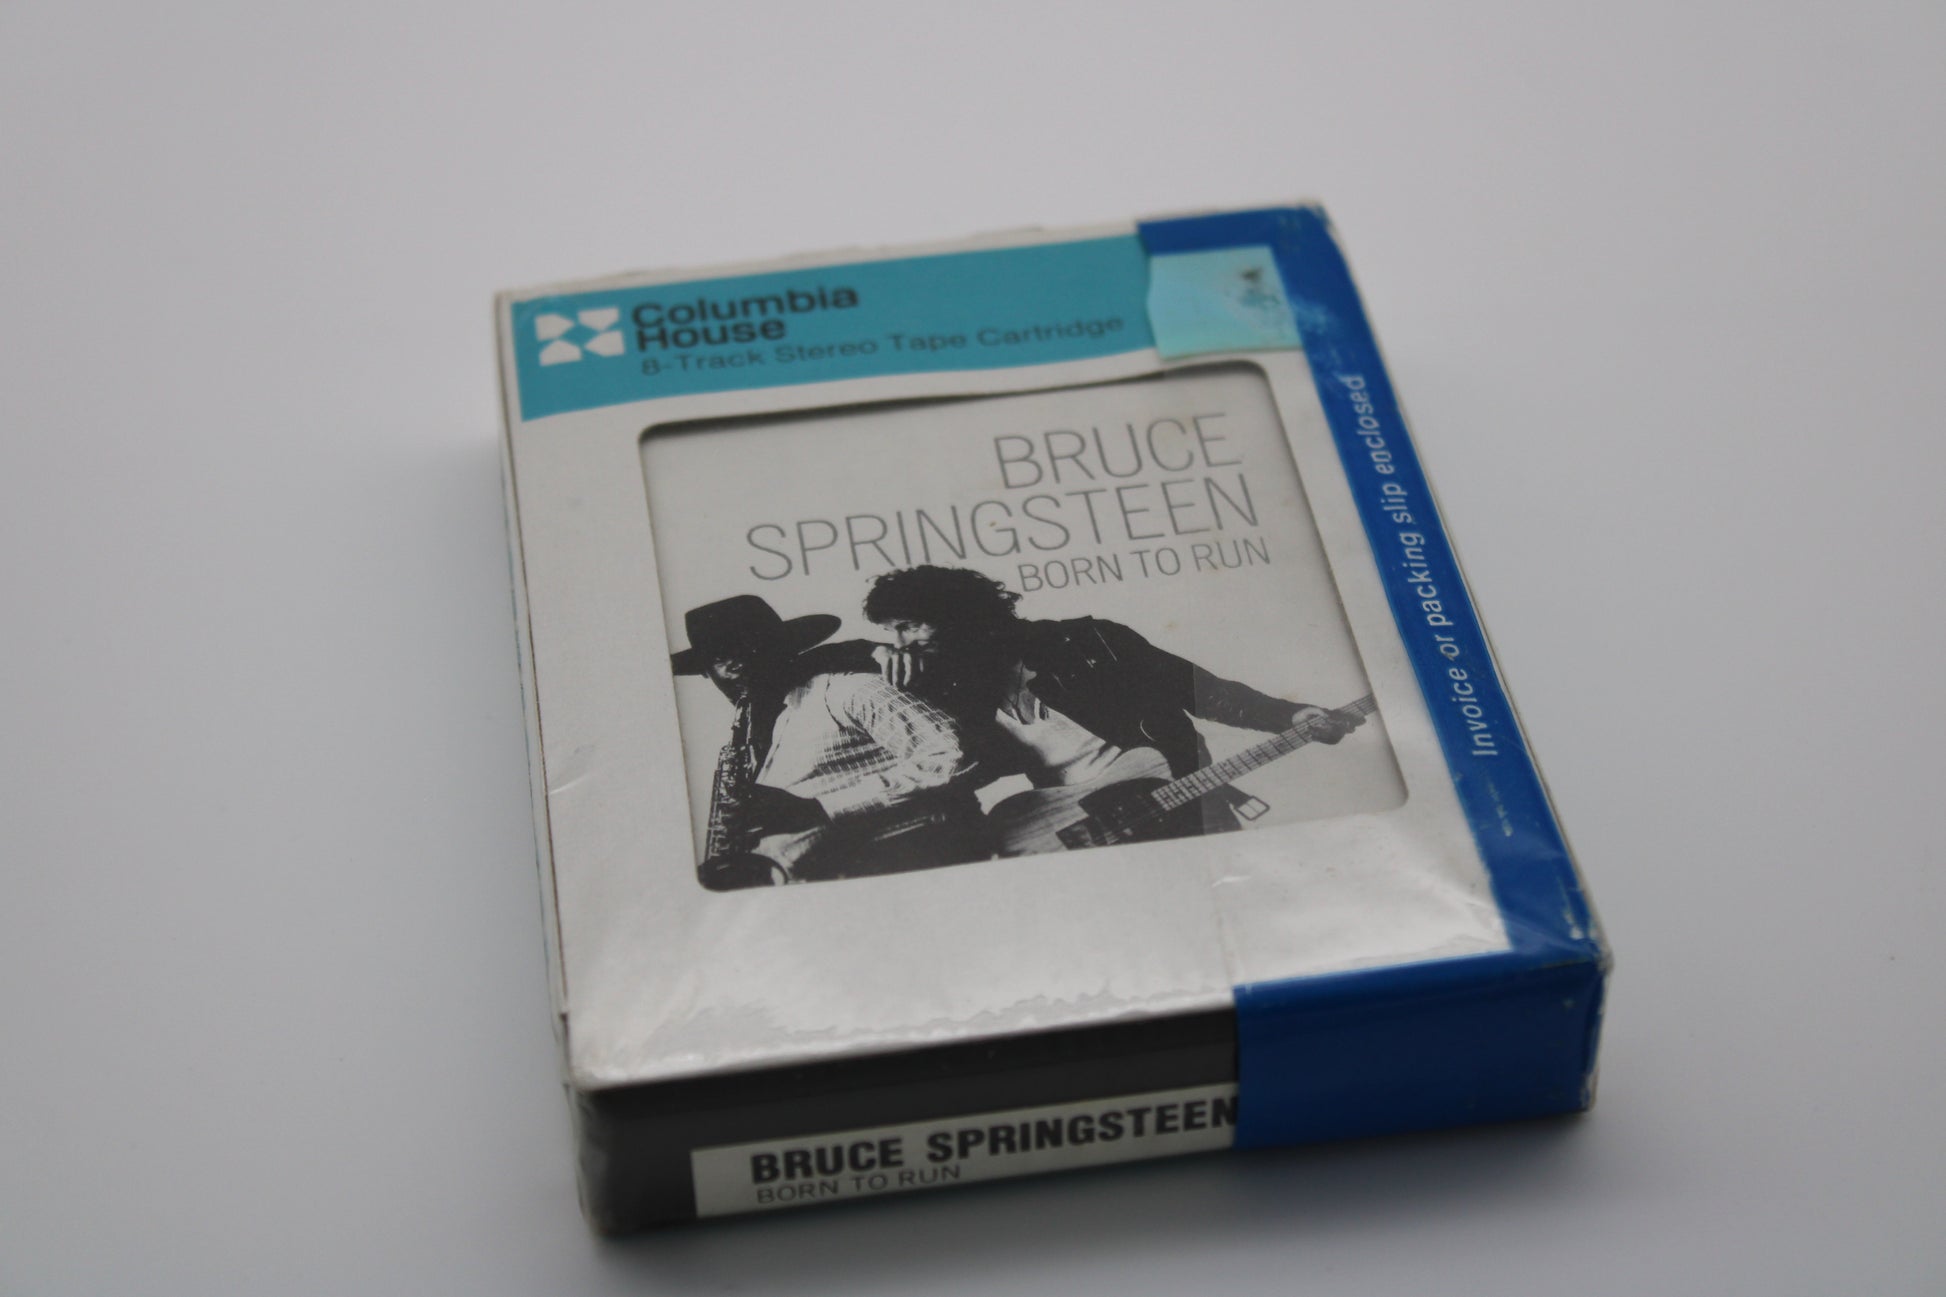 Columbia
House
8-Track Stereo Tape Cartridge
BRUCE
SPRINGSTEEN
BORN TO RUN
Invoice or packing slip enclosed
BRUCE SPRINGSTEEN
BORN TO RUN